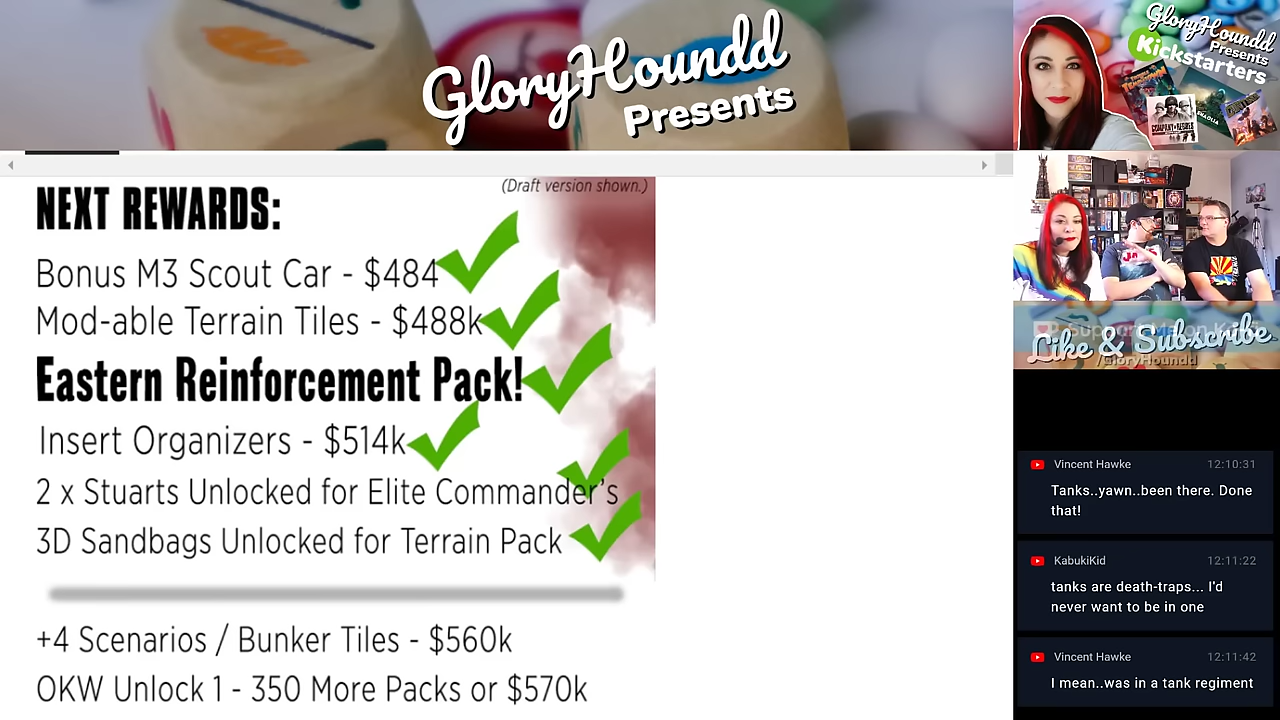 GloryHoundd
Presents
GloryHoundd
Presents
Kickstarters
COMPANY of HEROES
(Draft version shown.)
NEXT REWARDS:
Bonus M3 Scout Car - $484
Mod-able Terrain Tiles - $488k
Eastern Reinforcement Pack!
Insert Organizers - $514k
2 x Stuarts Unlocked for Elite Commander's
3D Sandbags Unlocked for Terrain Pack
+4 Scenarios / Bunker Tiles - $560k
OKW Unlock 1 - 350 More Packs or $570k
Like & Subscribe
/GloryHoundd
Vincent Hawke 12:10:31
Tanks..yawn..been there. Done
that!
KabukiKid 12:11:22
tanks are death-traps... I'd
never want to be in one
Vincent Hawke 12:11:42
I mean..was in a tank regiment